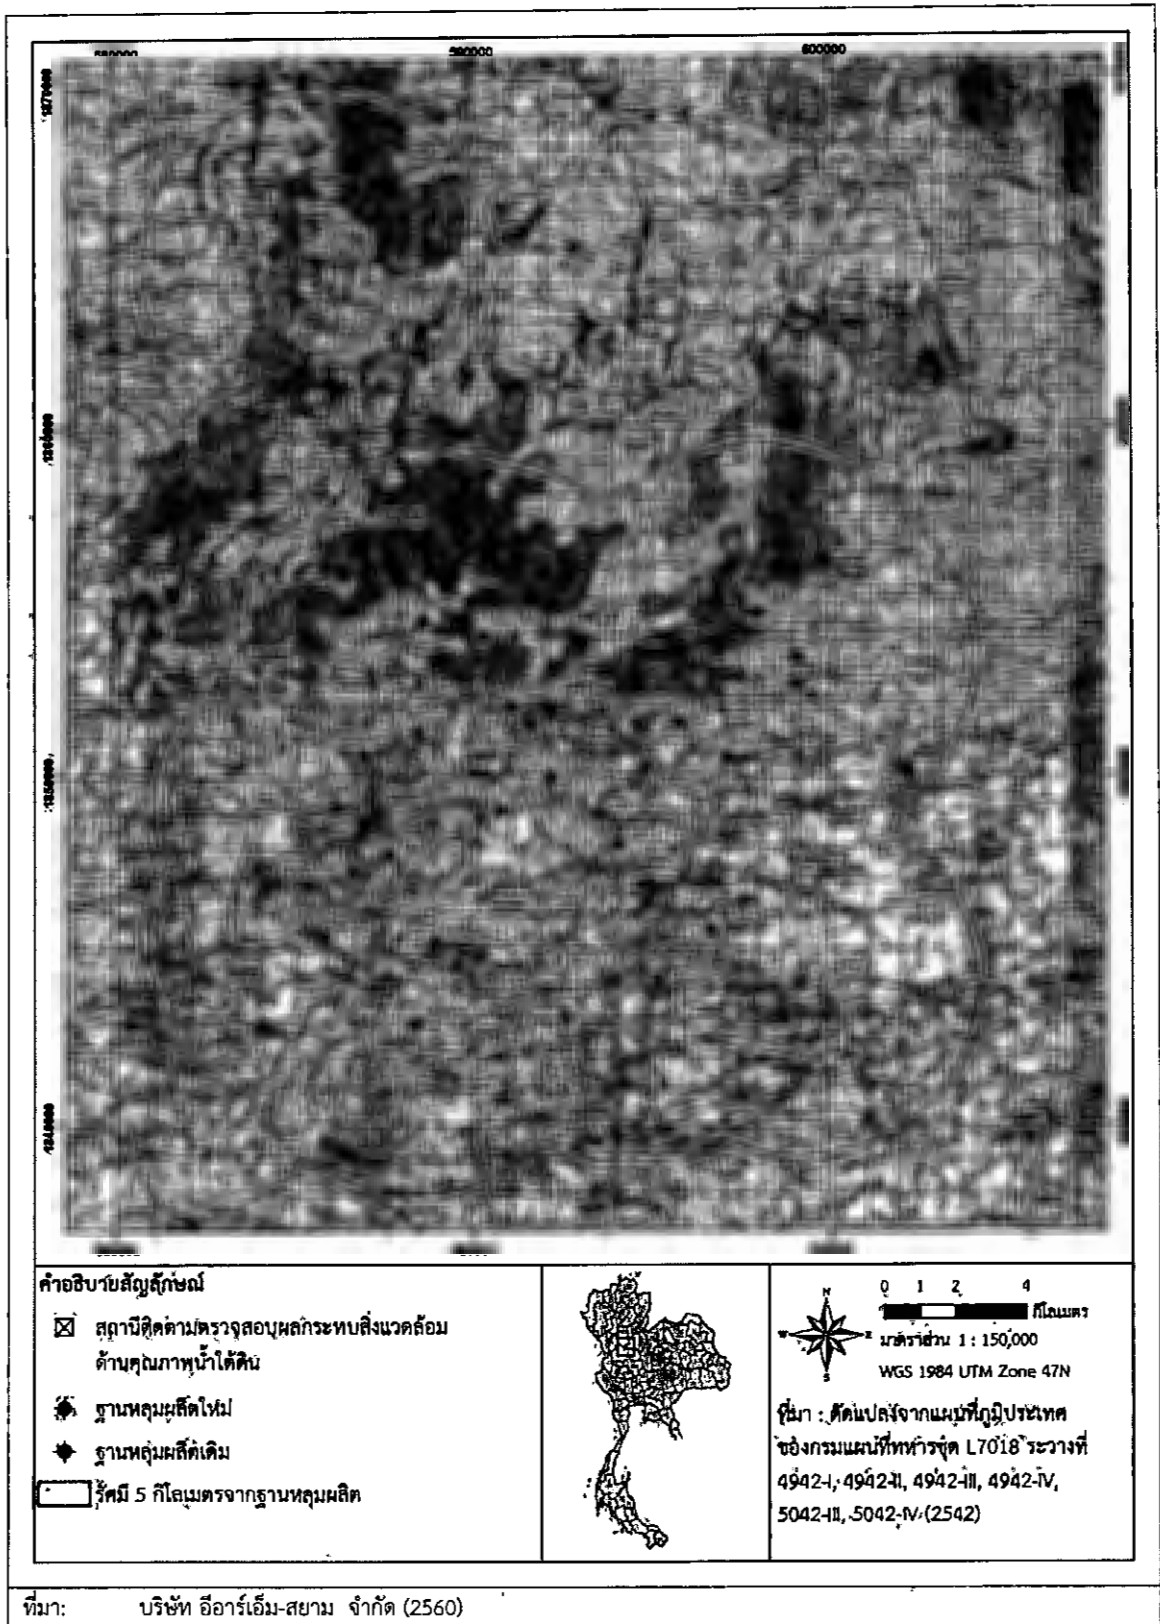 580000 590000 600000
คำอธิบายสัญลักษณ์
สถานีติดตามตรวจสอบผลกระทบสิ่งแวดล้อม
ด้านคุณภาพน้ำใต้ดิน
ฐานหลุมผลิตใหม่
ฐานหลุมผลิตเดิม
รัศมี 5 กิโลเมตรจากฐานหลุมผลิต
N
W E
S
0 1 2 4
กิโลเมตร
มาตราส่วน 1 : 150,000
WGS 1984 UTM Zone 47N
ที่มา : ดัดแปลงจากแผนที่ภูมิประเทศ
ของกรมแผนที่ทหารชุด L7018 ระวางที่
4942-I, 4942-II, 4942-III, 4942-IV,
5042-III, 5042-IV (2542)
ที่มา: บริษัท อีอาร์เอ็ม-สยาม จำกัด (2560)